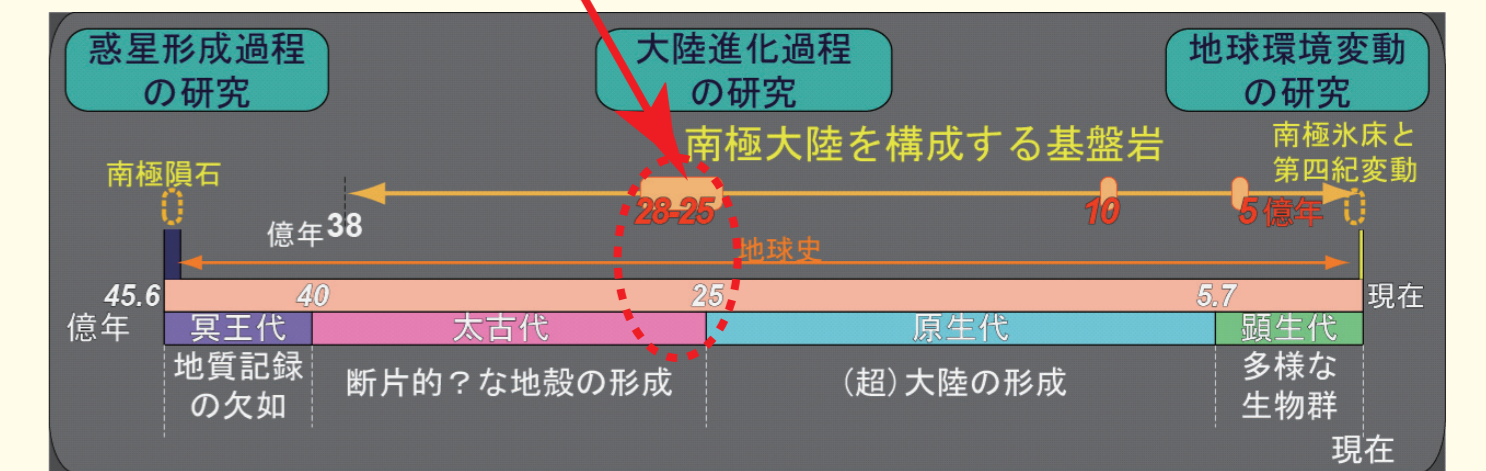 惑星形成過程
の研究
大陸進化過程
の研究
地球環境変動
の研究
南極大陸を構成する基盤岩
南極氷床と
第四紀変動
南極隕石
億年38
28-25
10
5億年
地球史
45.6
億年
40
25
5.7
現在
冥王代
太古代
原生代
顕生代
地質記録
の欠如
断片的？な地殻の形成
(超)大陸の形成
多様な
生物群
現在